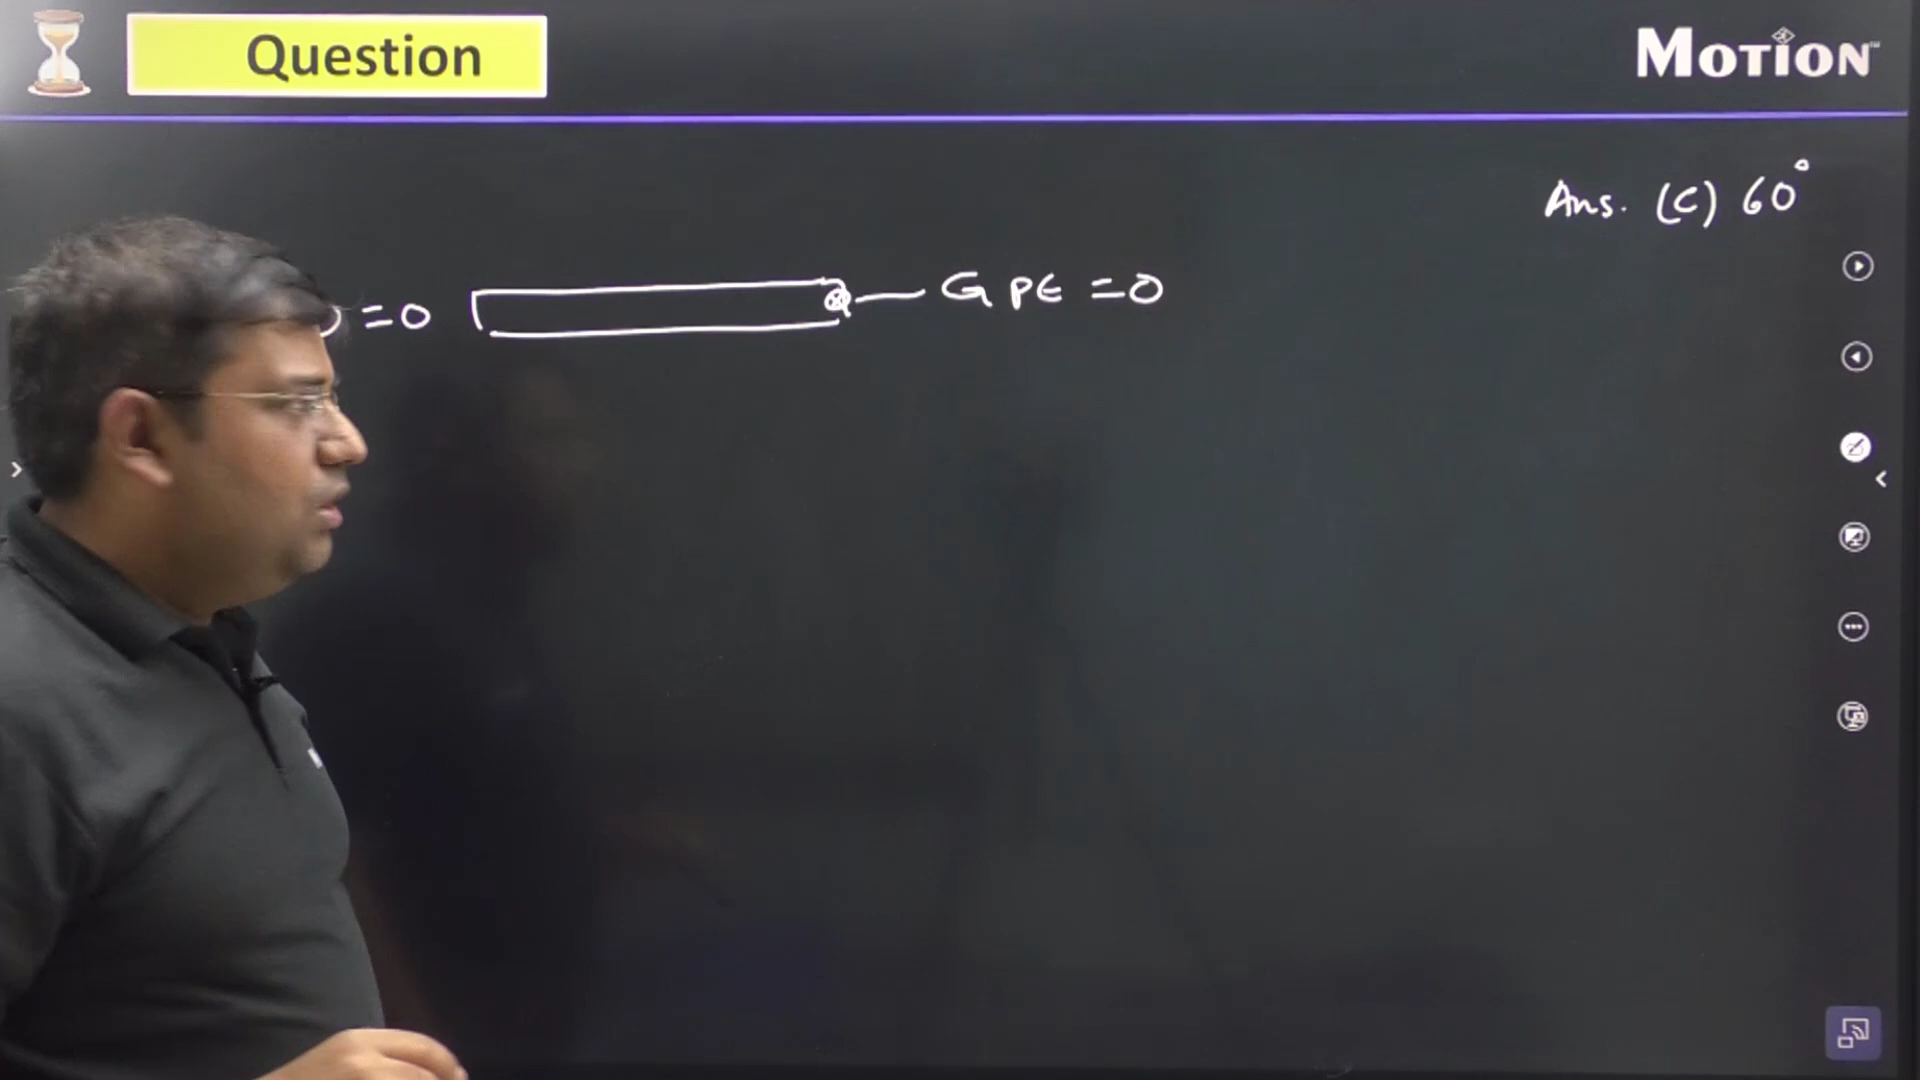 Question
MOTION
Ans. (C) 60°
=0
GPE =0